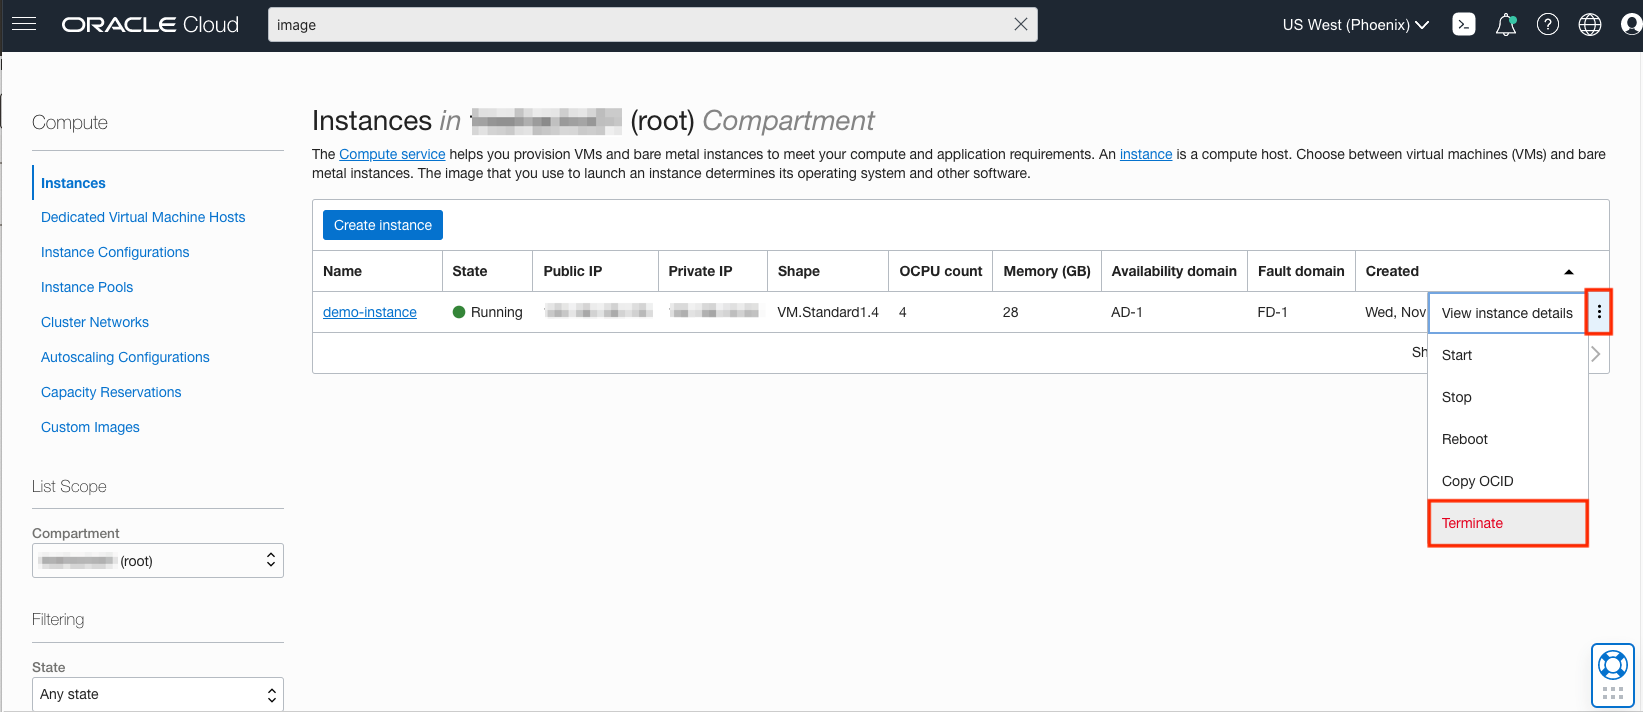 ORACLE Cloud
image
US West (Phoenix)
Compute
Instances
Dedicated Virtual Machine Hosts
Instance Configurations
Instance Pools
Cluster Networks
Autoscaling Configurations
Capacity Reservations
Custom Images
List Scope
Compartment
(root)
Filtering
State
Any state
Instances in (root) Compartment
The Compute service helps you provision VMs and bare metal instances to meet your compute and application requirements. An instance is a compute host. Choose between virtual machines (VMs) and bare
metal instances. The image that you use to launch an instance determines its operating system and other software.
Create instance
Name State Public IP Private IP Shape OCPU count Memory (GB) Availability domain Fault domain Created
demo-instance Running VM.Standard1.4 4 28 AD-1 FD-1 Wed, Nov
View instance details
Start
Stop
Reboot
Copy OCID
Terminate